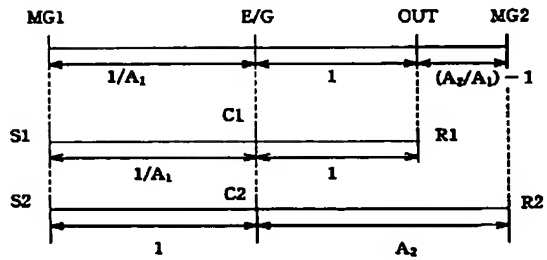 MG1 E/G OUT MG2
1/A₁ 1 (A₂/A₁)−1
C1
S1 R1
1/A₁ 1
S2 C2 R2
1 A₂